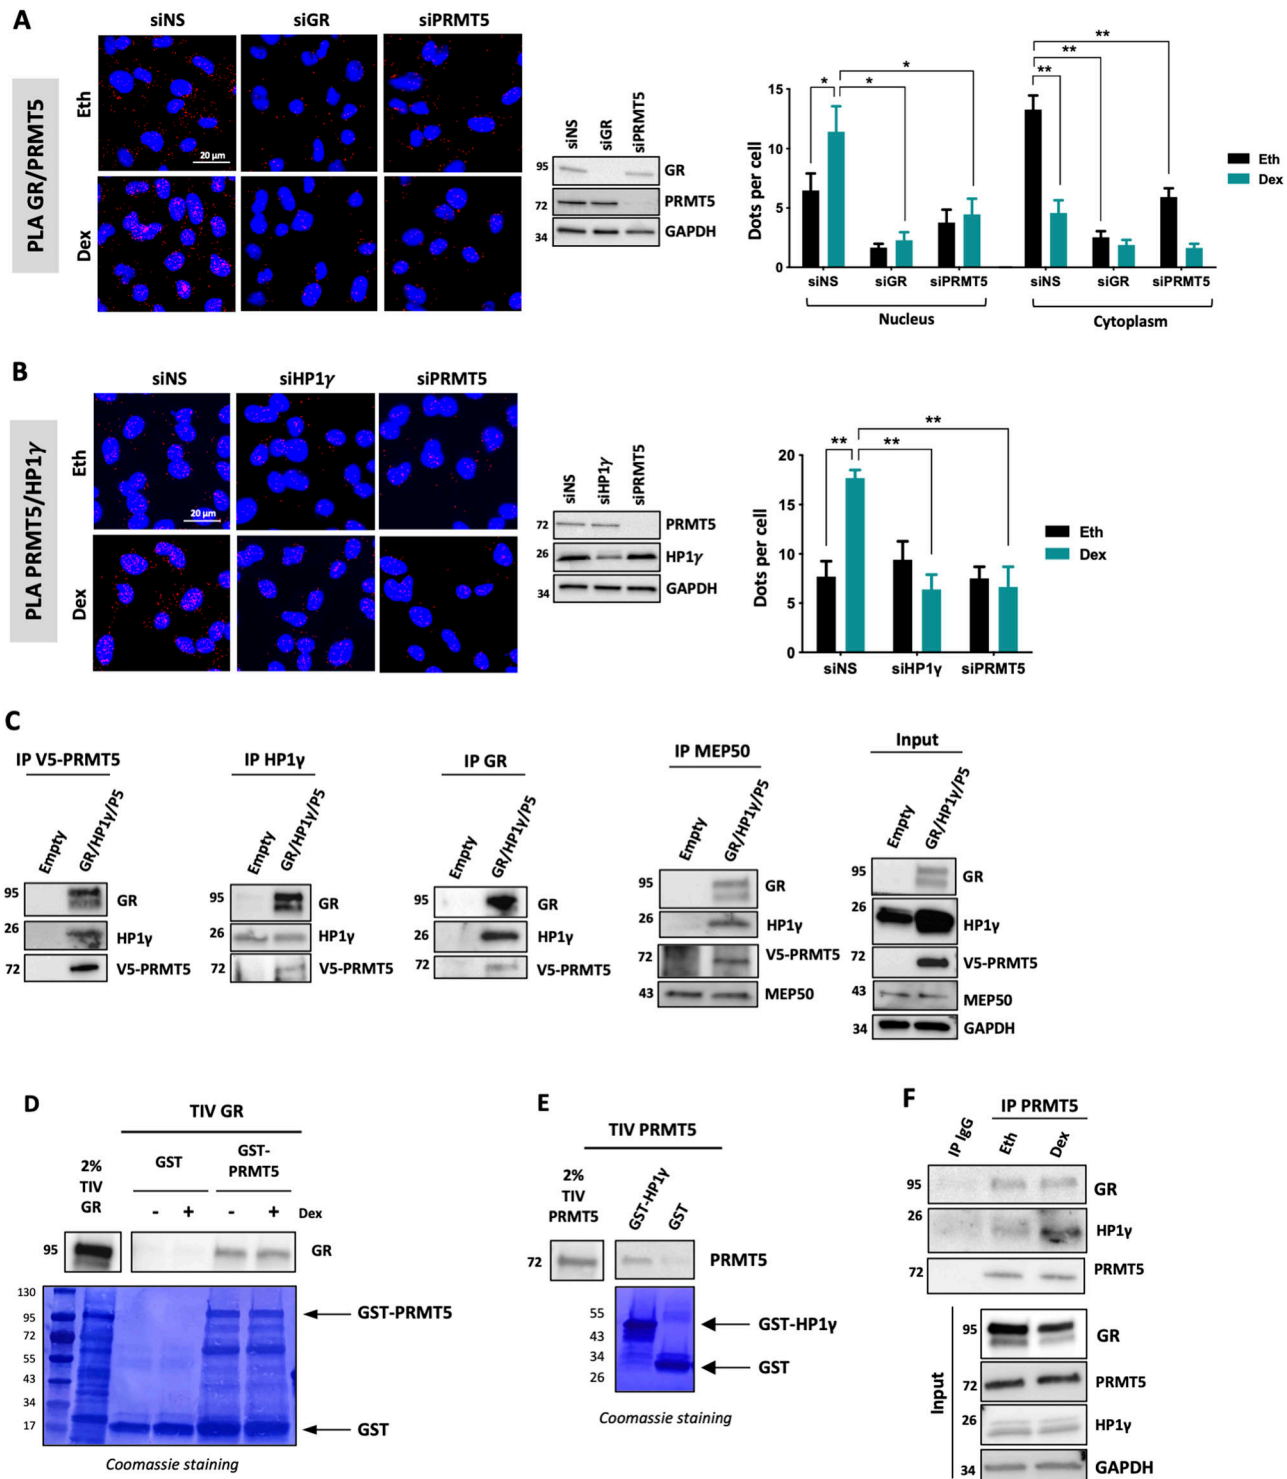 A
siNS
siGR
siPRMT5
PLA GR/PRMT5
Eth
Dex
20 µm
siNS
siGR
siPRMT5
95
GR
72
PRMT5
34
GAPDH
Dots per cell
15
10
5
0
*
*
*
**
**
**
siNS
siGR
siPRMT5
siNS
siGR
siPRMT5
Nucleus
Cytoplasm
Eth
Dex
B
siNS
siHP1γ
siPRMT5
PLA PRMT5/HP1γ
Eth
Dex
20 µm
siNS
siHP1γ
siPRMT5
72
PRMT5
26
HP1γ
34
GAPDH
Dots per cell
20
15
10
5
0
**
**
**
siNS
siHP1γ
siPRMT5
Eth
Dex
C
IP V5-PRMT5
Empty
GR/HP1γ/P5
95
GR
26
HP1γ
72
V5-PRMT5
IP HP1γ
Empty
GR/HP1γ/P5
95
GR
26
HP1γ
72
V5-PRMT5
IP GR
Empty
GR/HP1γ/P5
95
GR
26
HP1γ
72
V5-PRMT5
IP MEP50
Empty
GR/HP1γ/P5
95
GR
26
HP1γ
72
V5-PRMT5
43
MEP50
Input
Empty
GR/HP1γ/P5
95
GR
26
HP1γ
72
V5-PRMT5
43
MEP50
34
GAPDH
D
TIV GR
2%
TIV
GR
GST
GST-
PRMT5
- + - + Dex
95
GR
130
95
72
55
43
34
17
GST-PRMT5
GST
Coomassie staining
E
TIV PRMT5
2%
TIV
PRMT5
GST-HP1γ
GST
72
PRMT5
55
43
34
26
GST-HP1γ
GST
Coomassie staining
F
IP PRMT5
IP IgG
Eth
Dex
95
GR
26
HP1γ
72
PRMT5
Input
95
GR
72
PRMT5
26
HP1γ
34
GAPDH